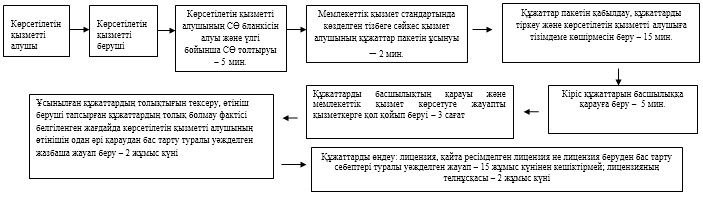 Көрсетілетін
қызметті
алушы
Көрсетілетін
қызметті
беруші
Көрсетілетін қызметті
алушының СӨ бланкісін
алуы және үлгі
бойынша СӨ толтыруы
– 5 мин.
Мемлекеттік қызмет стандартында
көзделген тізбеге сәйкес қызмет
алушының құжаттар пакетін ұсынуы
— 2 мин.
Құжаттар пакетін қабылдау, құжаттарды
тіркеу және көрсетілетін қызметті алушыға
тізімдеме көшірмесін беру – 15 мин.
Кіріс құжаттарын басшылыққа
қарауға беру – 5 мин.
Құжаттарды басшылықтың қарауы және
мемлекеттік қызмет көрсетуге жауапты
қызметкерге қол қойып беруі – 3 сағат
Ұсынылған құжаттардың толықтығын тексеру, өтініш
беруші тапсырған құжаттардың толық болмау фактісі
белгіленген жағдайда көрсетілетін қызметті алушының
өтінішін одан әрі қараудан бас тарту туралы уәжделген
жазбаша жауап беру – 2 жұмыс күні
Құжаттарды өңдеу: лицензия, қайта ресімделген лицензия не лицензия беруден бас тарту
себептері туралы уәжделген жауап – 15 жұмыс күнінен кешіктірмей; лицензияның
телнұсқасы – 2 жұмыс күні